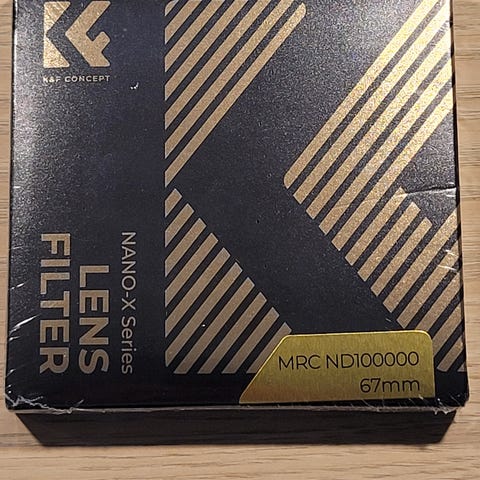 K&F CONCEPT
NANO-X Series
LENS
FILTER
MRC ND100000
67mm